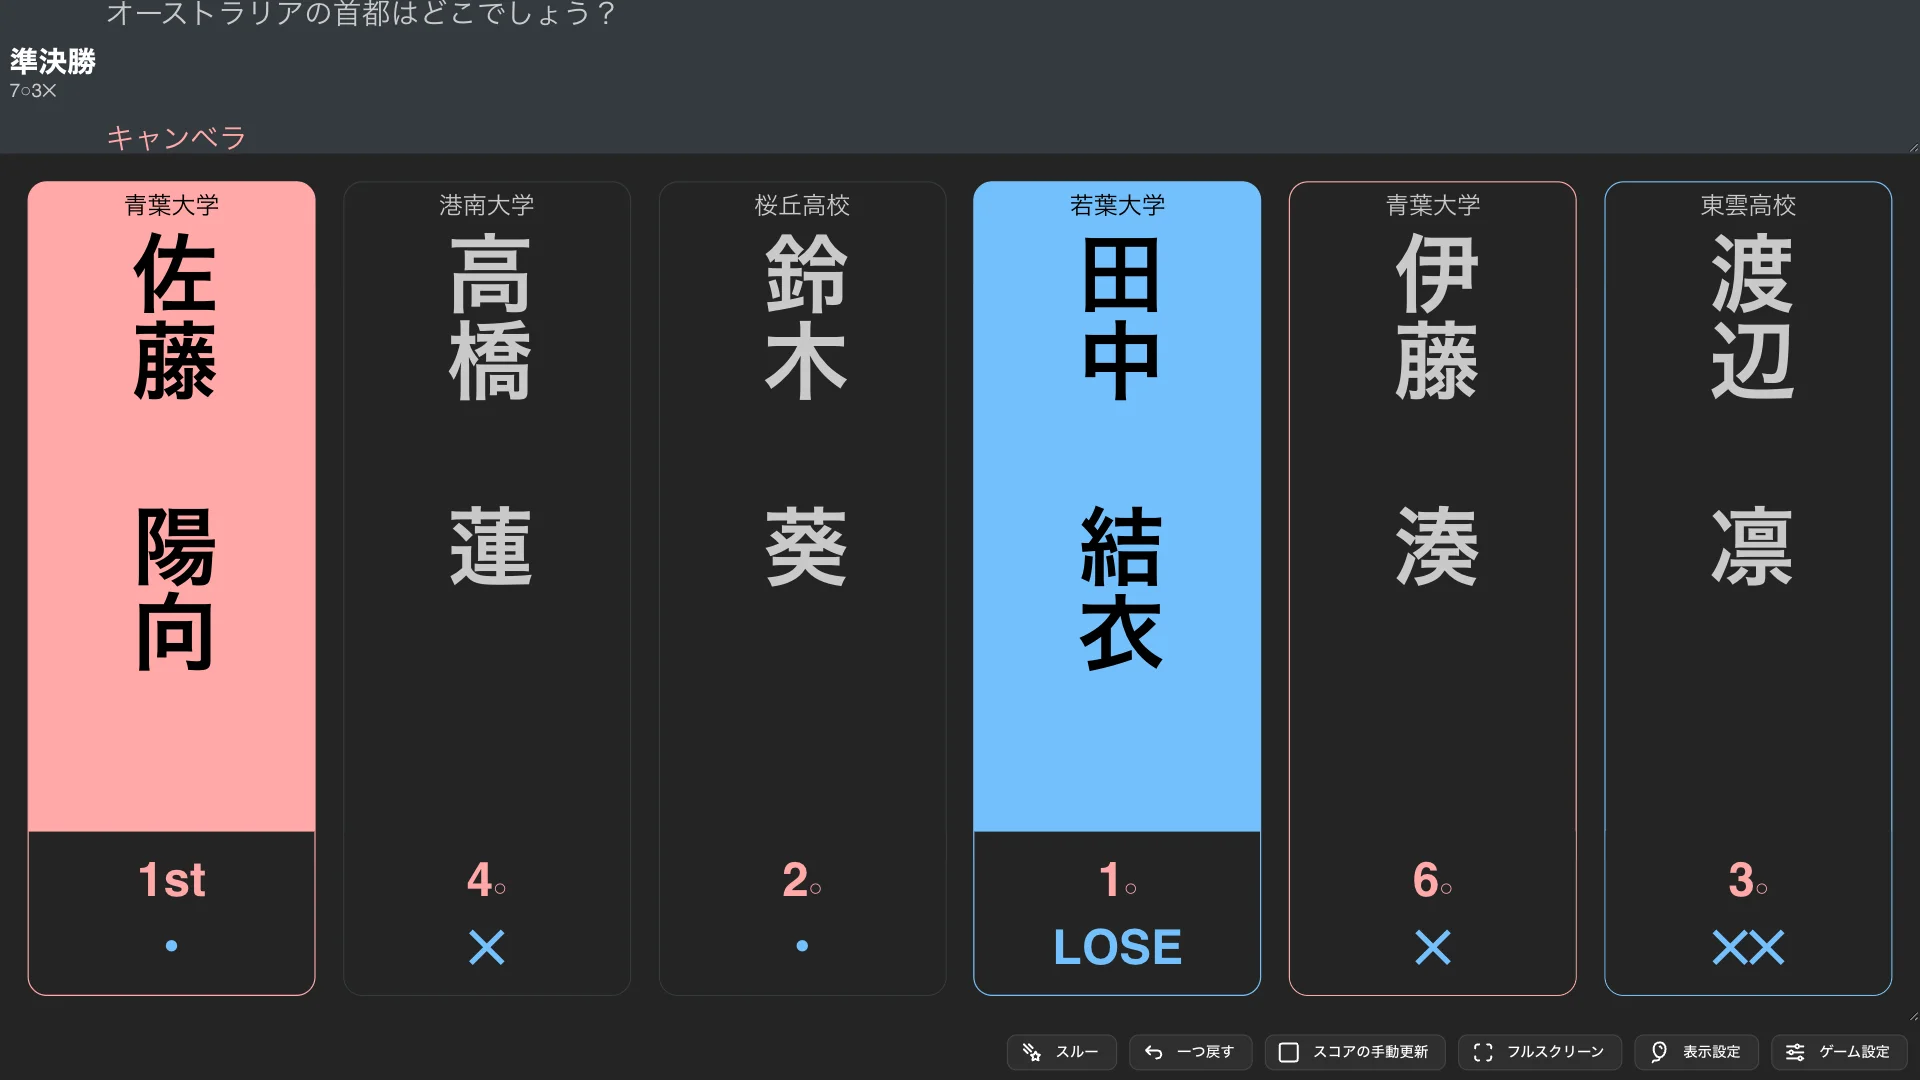 オーストラリアの首都はどこでしょう？
準決勝
7○3✕
キャンベラ
青葉大学
佐藤 陽向
1st
・
港南大学
高橋 蓮
4○
✕
桜丘高校
鈴木 葵
2○
・
若葉大学
田中 結衣
1○
LOSE
青葉大学
伊藤 湊
6○
✕
東雲高校
渡辺 凛
3○
✕✕
スルー
一つ戻す
スコアの手動更新
フルスクリーン
表示設定
ゲーム設定